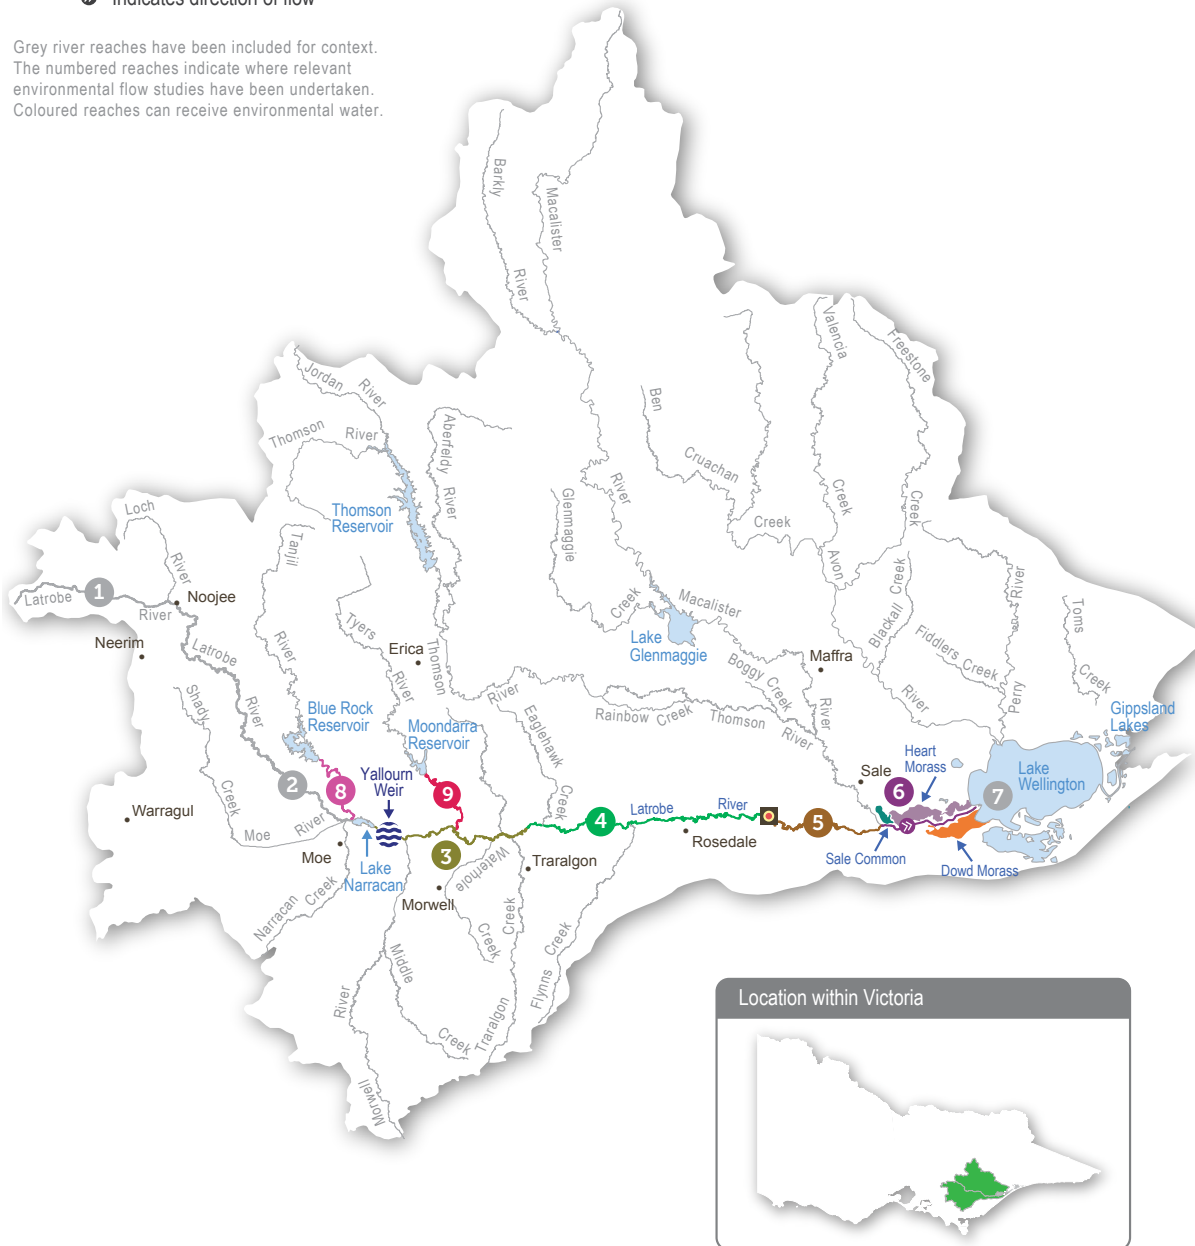 Indicates direction of flow
Grey river reaches have been included for context.
The numbered reaches indicate where relevant
environmental flow studies have been undertaken.
Coloured reaches can receive environmental water.
Barkly
River
Macalister
River
Valencia
Creek
Freestone
Creek
Ben
Cruachan
Creek
Jordan
River
Thomson
River
Aberfeldy
River
Thomson
Reservoir
Glenmaggie
Creek
Loch
River
Tanjil
River
1
Latrobe
River
Noojee
Neerim
Latrobe
River
Tyers
River
Erica
Thomson
River
Macalister
River
Lake
Glenmaggie
Boggy Creek
Maffra
Avon
River
Blackall Creek
Fiddlers Creek
Perry
River
Toms
Creek
Gippsland
Lakes
Shady
Creek
Blue Rock
Reservoir
Moondarra
Reservoir
Eaglehawk
Creek
Rainbow Creek
Thomson
River
Yallourn
Weir
2
8
9
Sale
6
Heart
Morass
7
Lake
Wellington
Warragul
Moe
River
Moe
Lake
Narracan
3
4
Latrobe
River
Rosedale
5
Sale Common
Dowd Morass
Narracan
Creek
Morwell
Waterhole
Creek
Traralgon
Traralgon
Creek
Flynns
Creek
Middle
Creek
Morwell
River
Location within Victoria